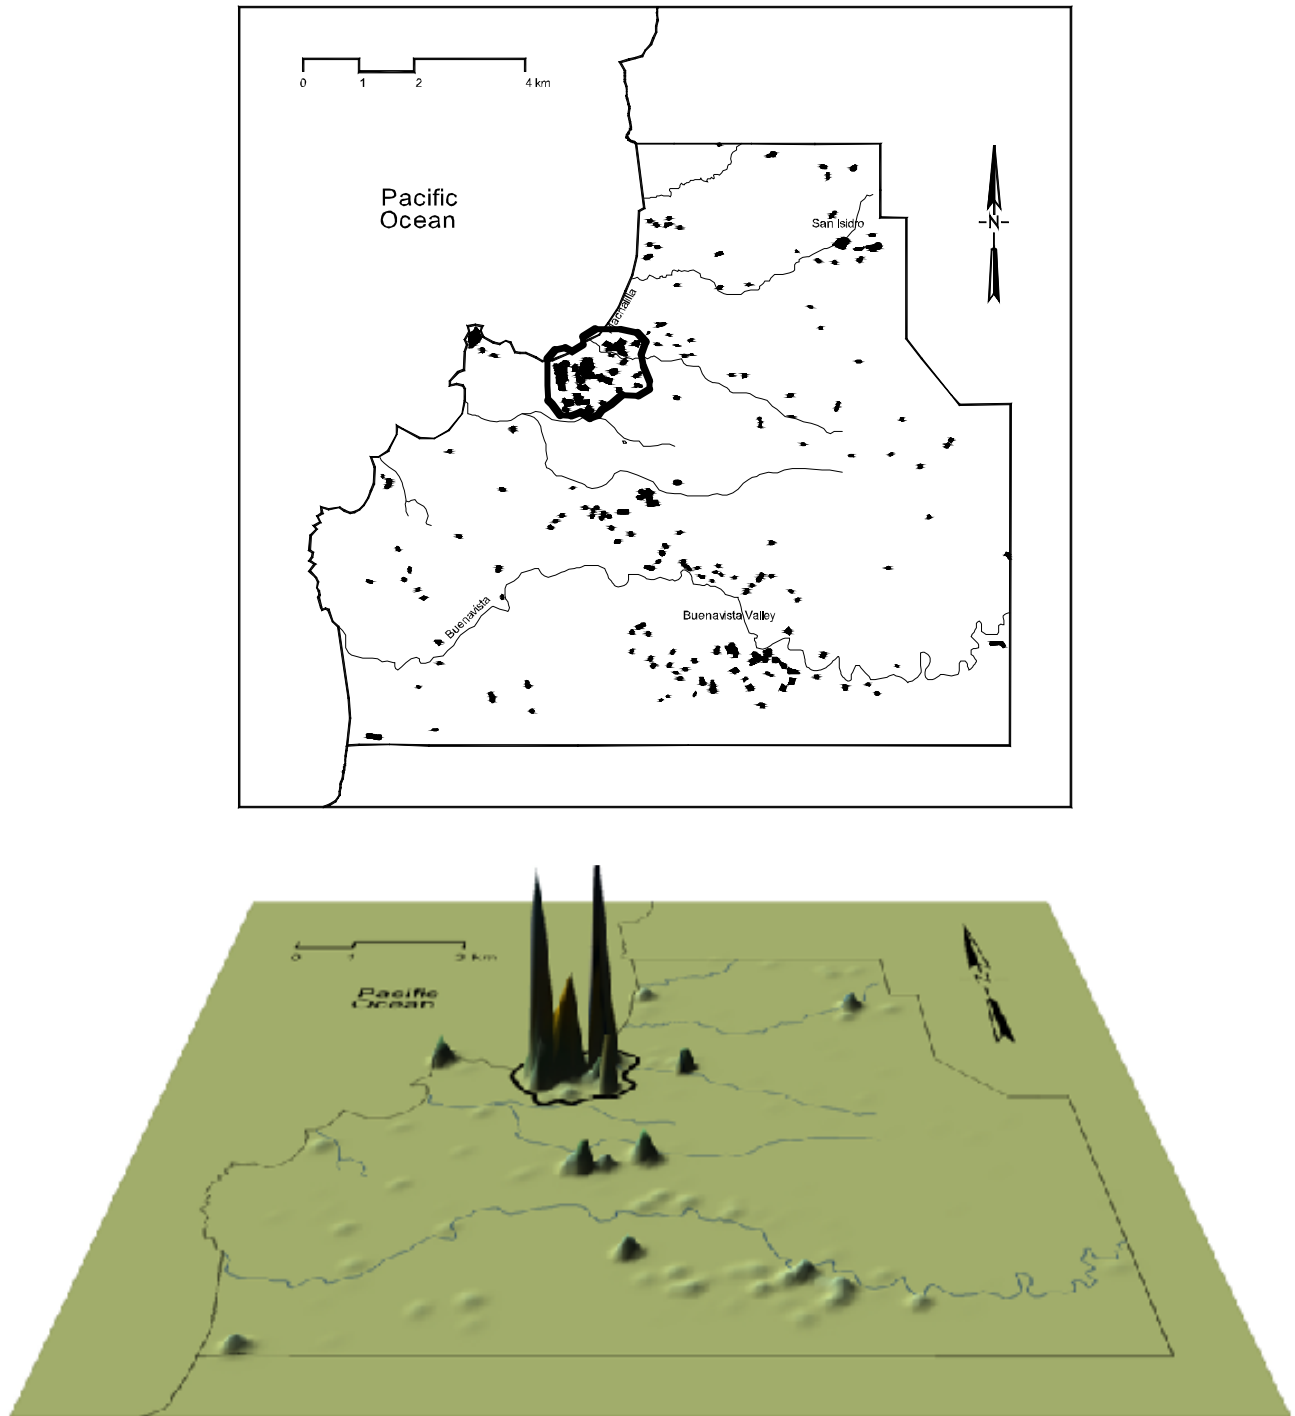 0 1 2 4 km
Pacific
Ocean
N
San Isidro
Buenavista
Buenavista Valley
Pacific
Ocean